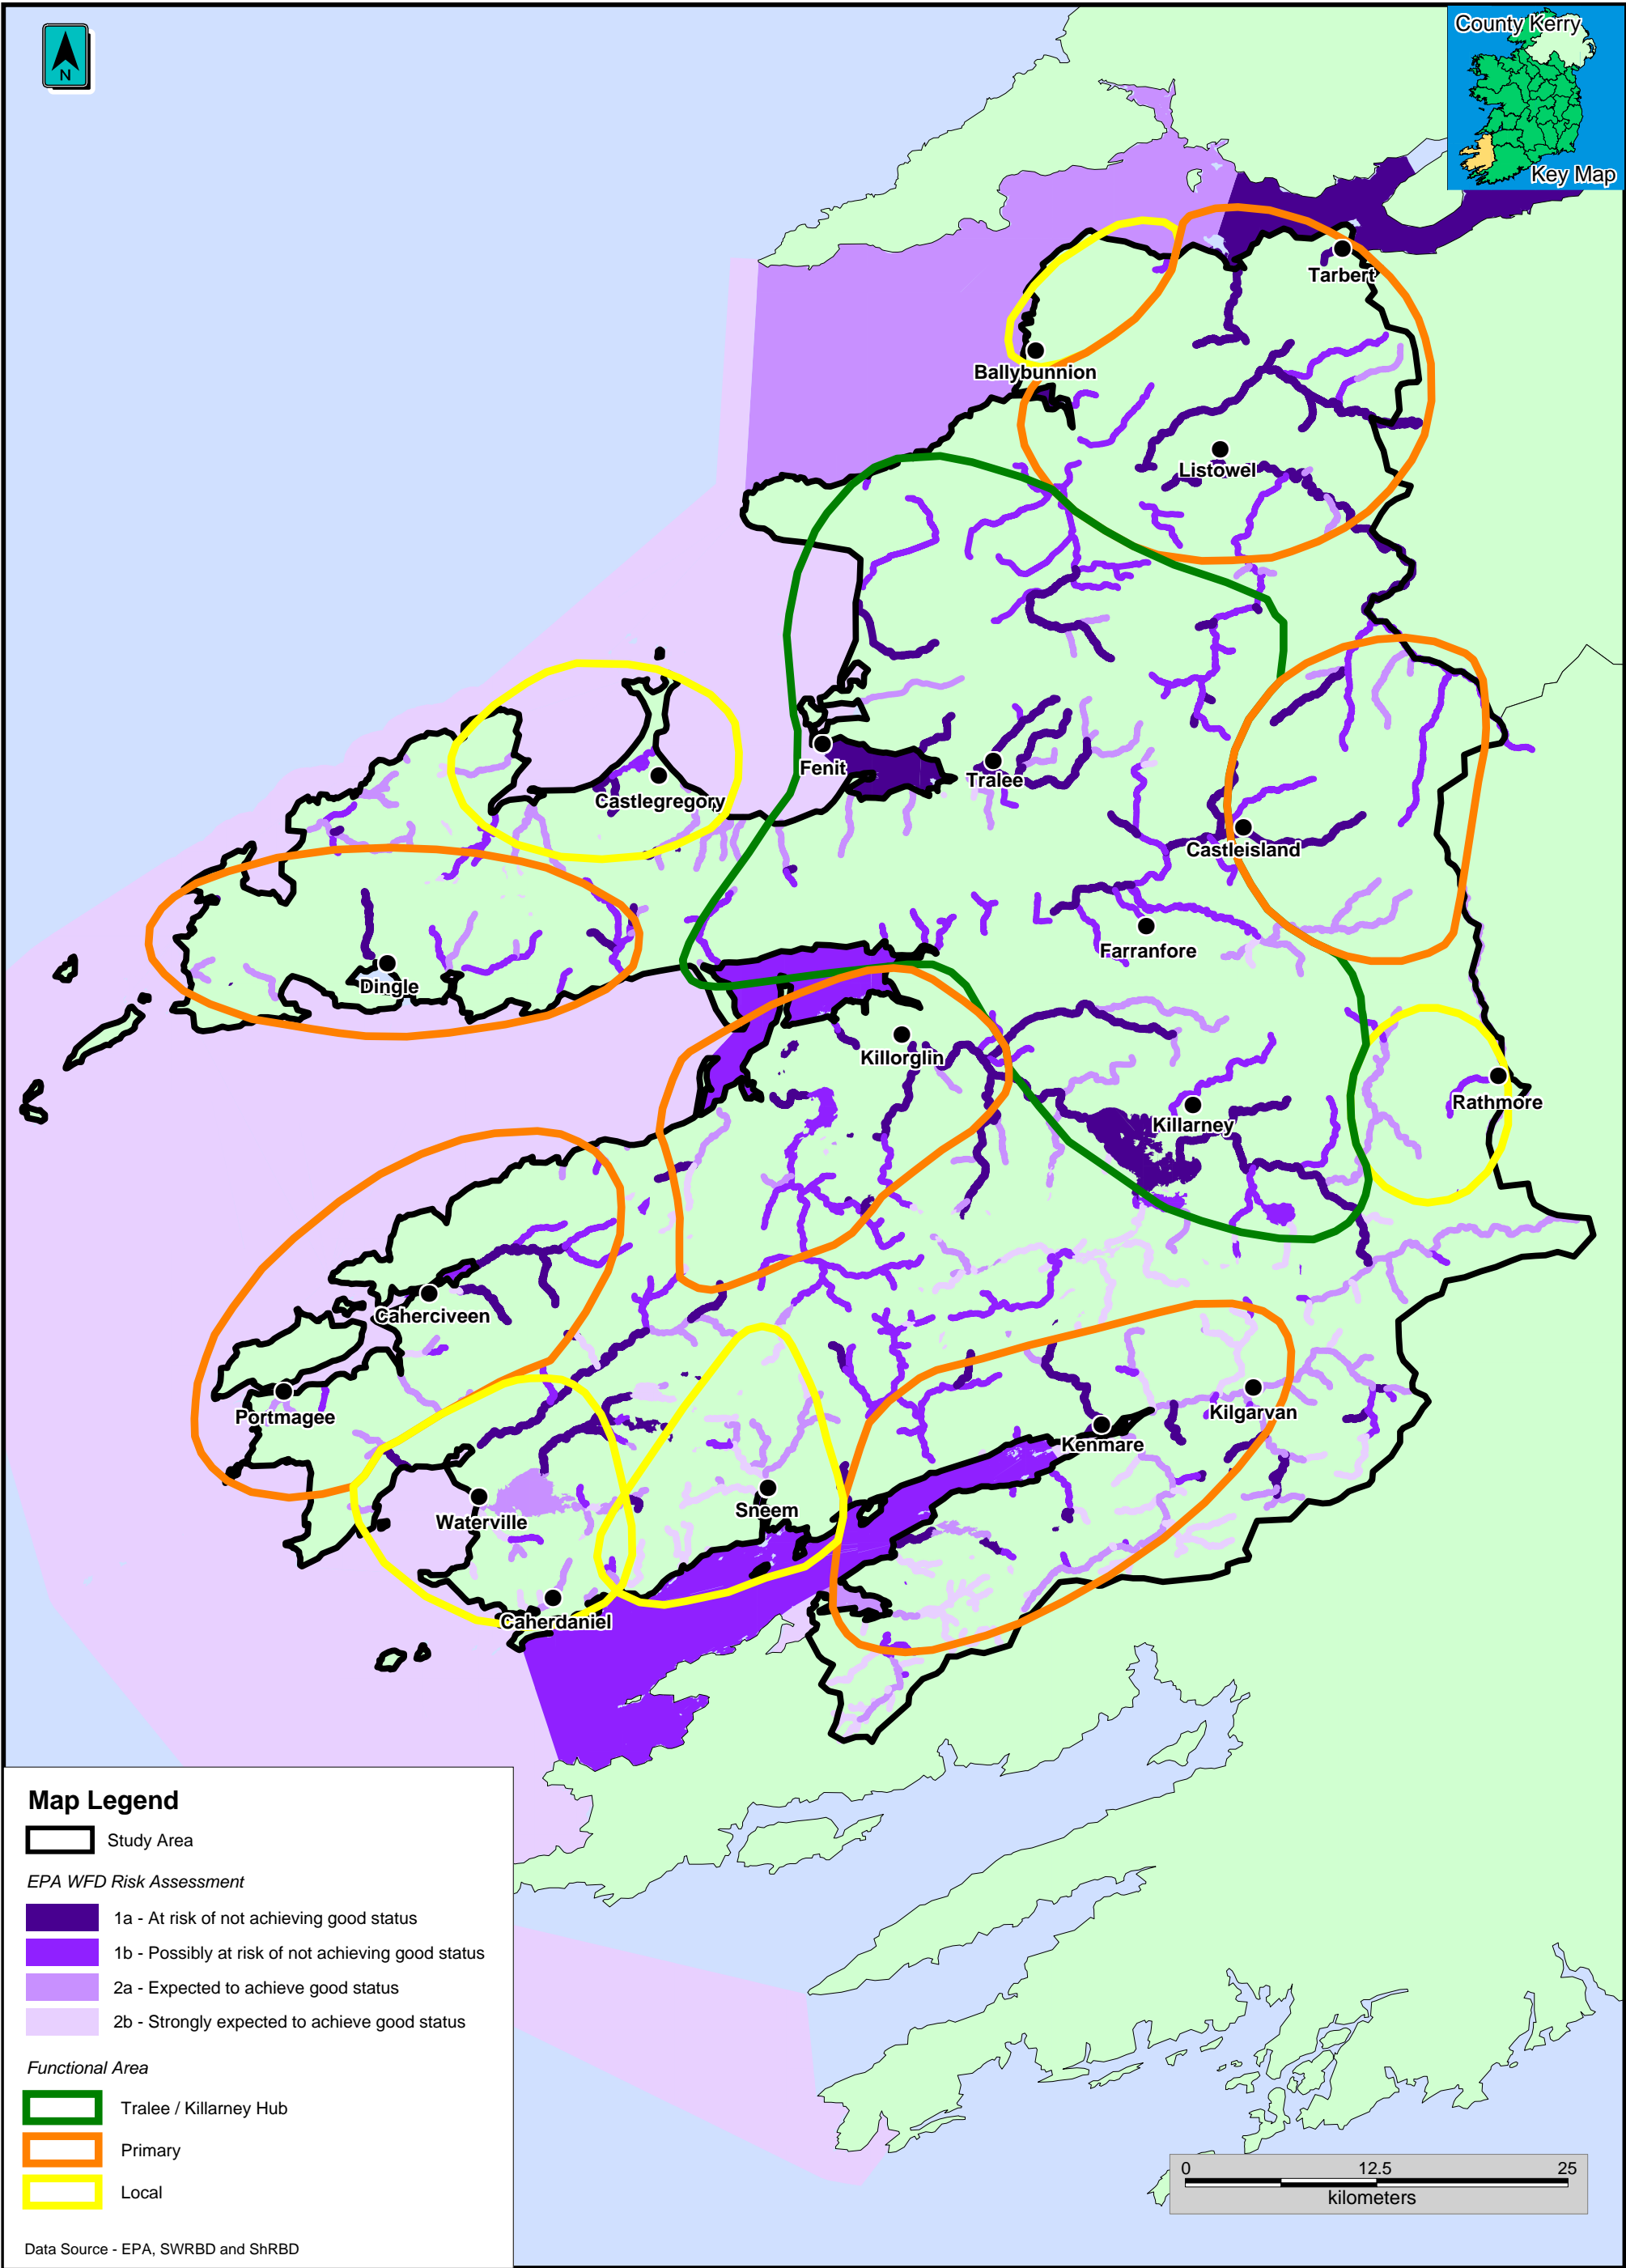 N
County Kerry
Key Map
Tarbert
Ballybunnion
Listowel
Fenit
Tralee
Castlegregory
Castleisland
Farranfore
Dingle
Killorglin
Rathmore
Killarney
Caherciveen
Portmagee
Kilgarvan
Kenmare
Sneem
Waterville
Caherdaniel
Map Legend
Study Area
EPA WFD Risk Assessment
1a - At risk of not achieving good status
1b - Possibly at risk of not achieving good status
2a - Expected to achieve good status
2b - Strongly expected to achieve good status
Functional Area
Tralee / Killarney Hub
Primary
Local
Data Source - EPA, SWRBD and ShRBD
0 12.5 25
kilometers